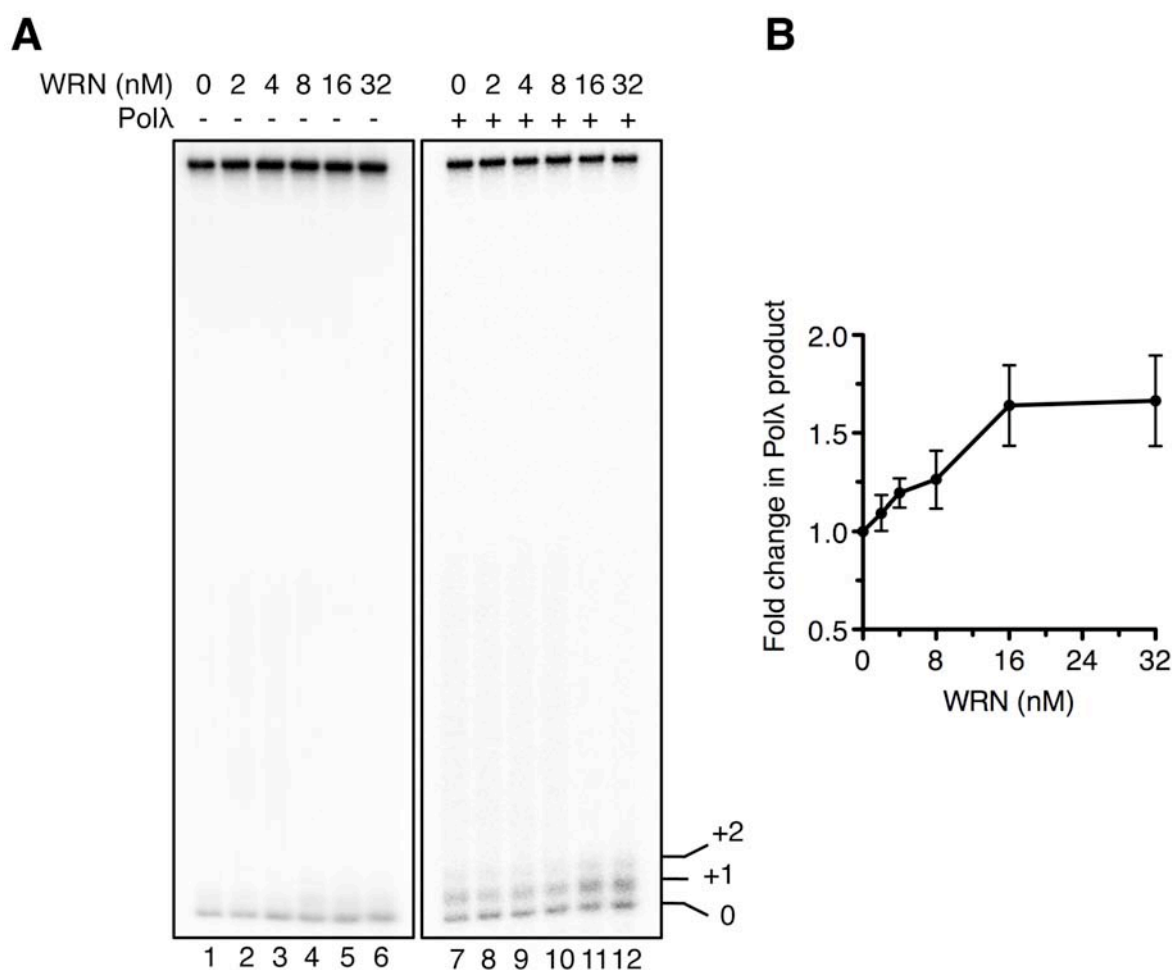 A
WRN (nM) 0 2 4 8 16 32 0 2 4 8 16 32
Polλ - - - - - - + + + + + +
+2
+1
0
1 2 3 4 5 6 7 8 9 10 11 12
B
Fold change in Polλ product
2.0
1.5
1.0
0.5
0 8 16 24 32
WRN (nM)